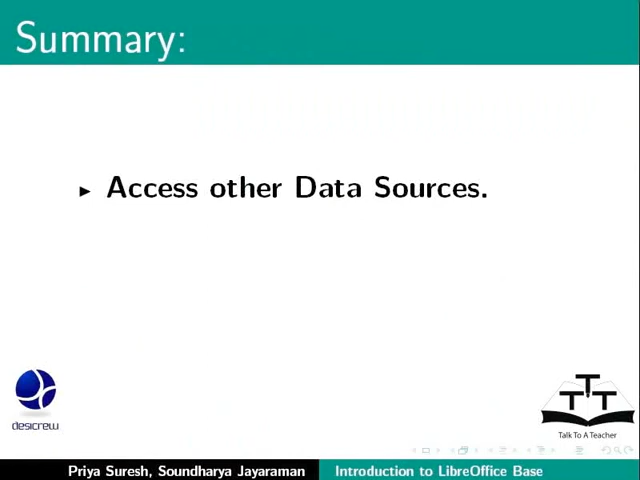 Summary:
Access other Data Sources.
desicrew
T T T
Talk To A Teacher
Priya Suresh, Soundharya Jayaraman
Introduction to LibreOffice Base